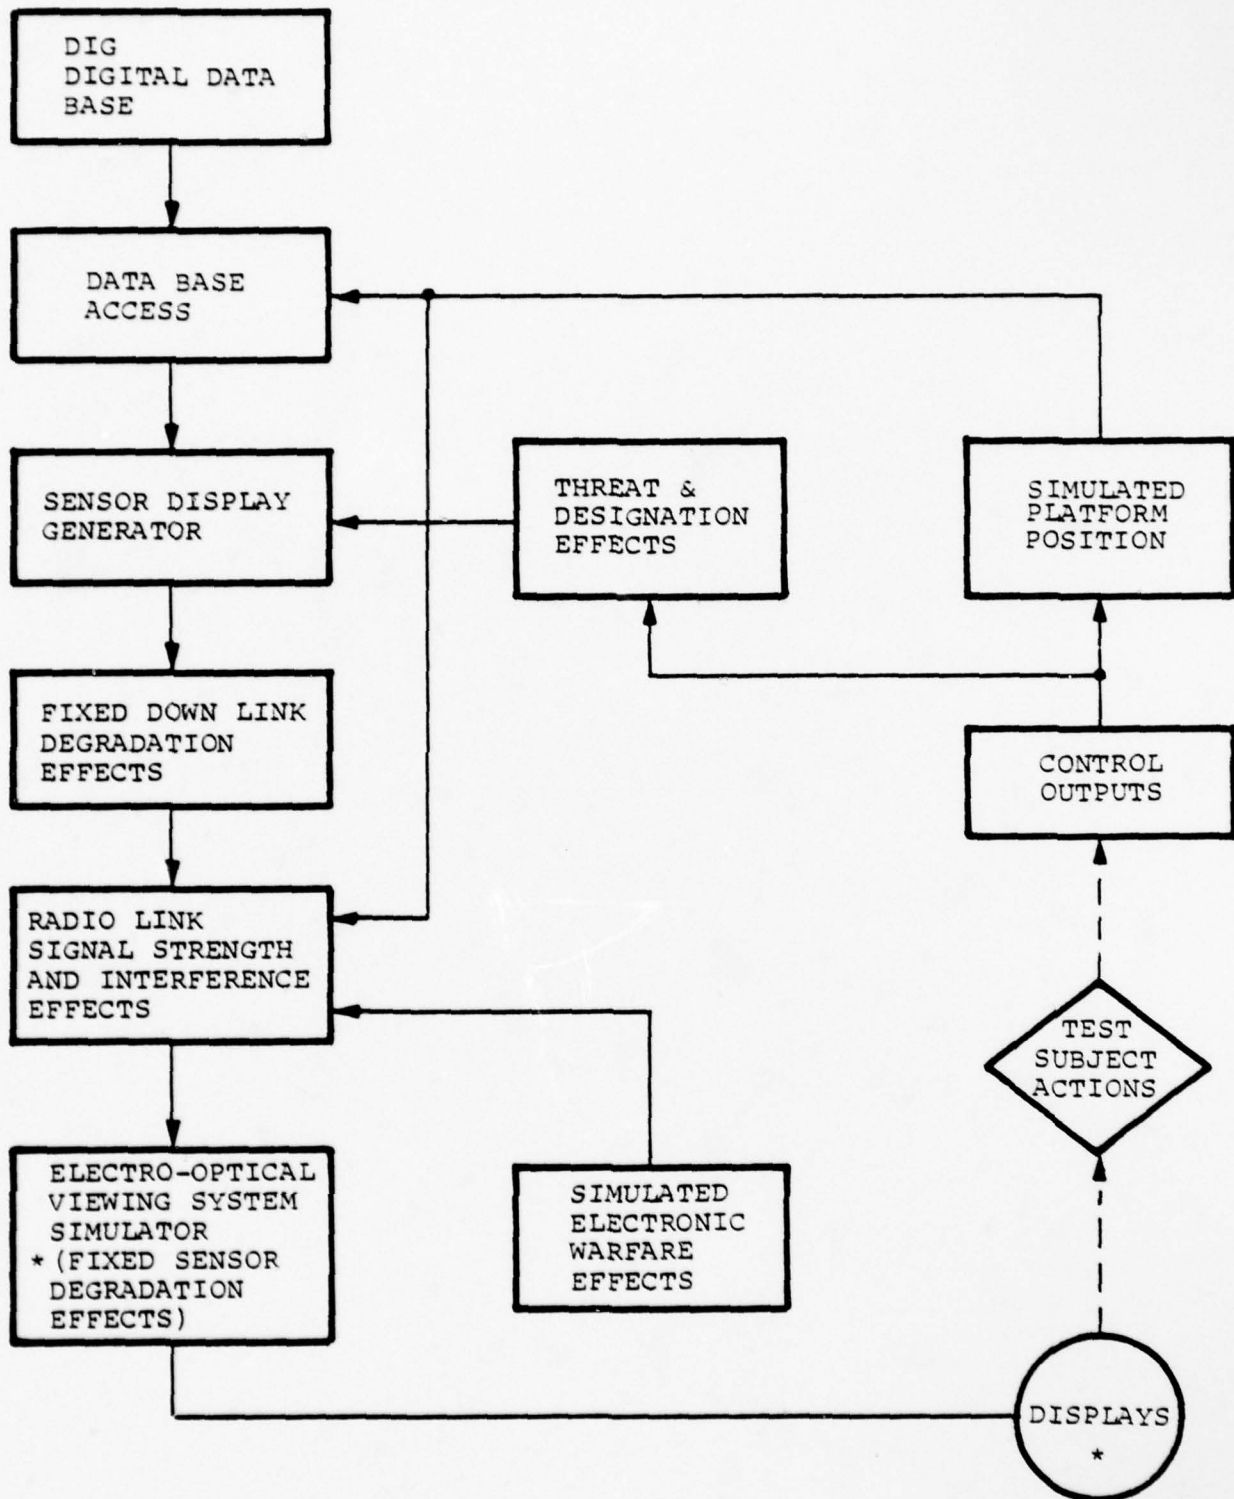 DIG
DIGITAL DATA
BASE
DATA BASE
ACCESS
SENSOR DISPLAY
GENERATOR
THREAT &
DESIGNATION
EFFECTS
SIMULATED
PLATFORM
POSITION
FIXED DOWN LINK
DEGRADATION
EFFECTS
CONTROL
OUTPUTS
RADIO LINK
SIGNAL STRENGTH
AND INTERFERENCE
EFFECTS
TEST
SUBJECT
ACTIONS
ELECTRO-OPTICAL
VIEWING SYSTEM
SIMULATOR
* (FIXED SENSOR
DEGRADATION
EFFECTS)
SIMULATED
ELECTRONIC
WARFARE
EFFECTS
DISPLAYS
*